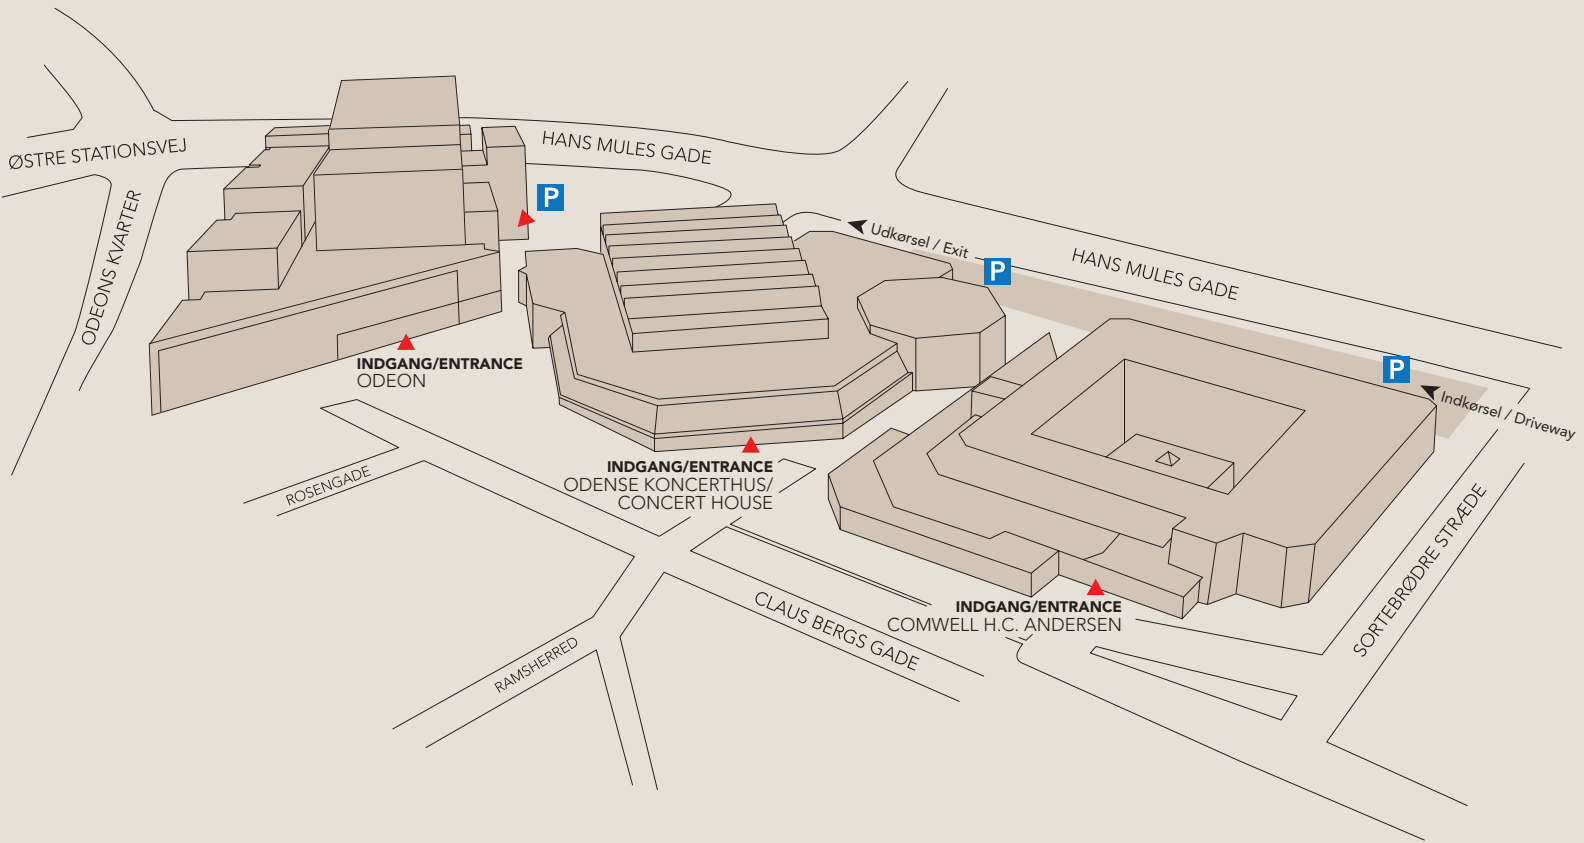 ØSTRE STATIONSVEJ
HANS MULES GADE
P
ODEONS KVARTER
Udkørsel / Exit
P
HANS MULES GADE
P
Indkørsel / Driveway
INDGANG/ENTRANCE
ODEON
INDGANG/ENTRANCE
ODENSE KONCERTHUS/
CONCERT HOUSE
ROSENGADE
SORTEBRØDRE STRÆDE
INDGANG/ENTRANCE
COMWELL H.C. ANDERSEN
CLAUS BERGS GADE
RAMSHERRED